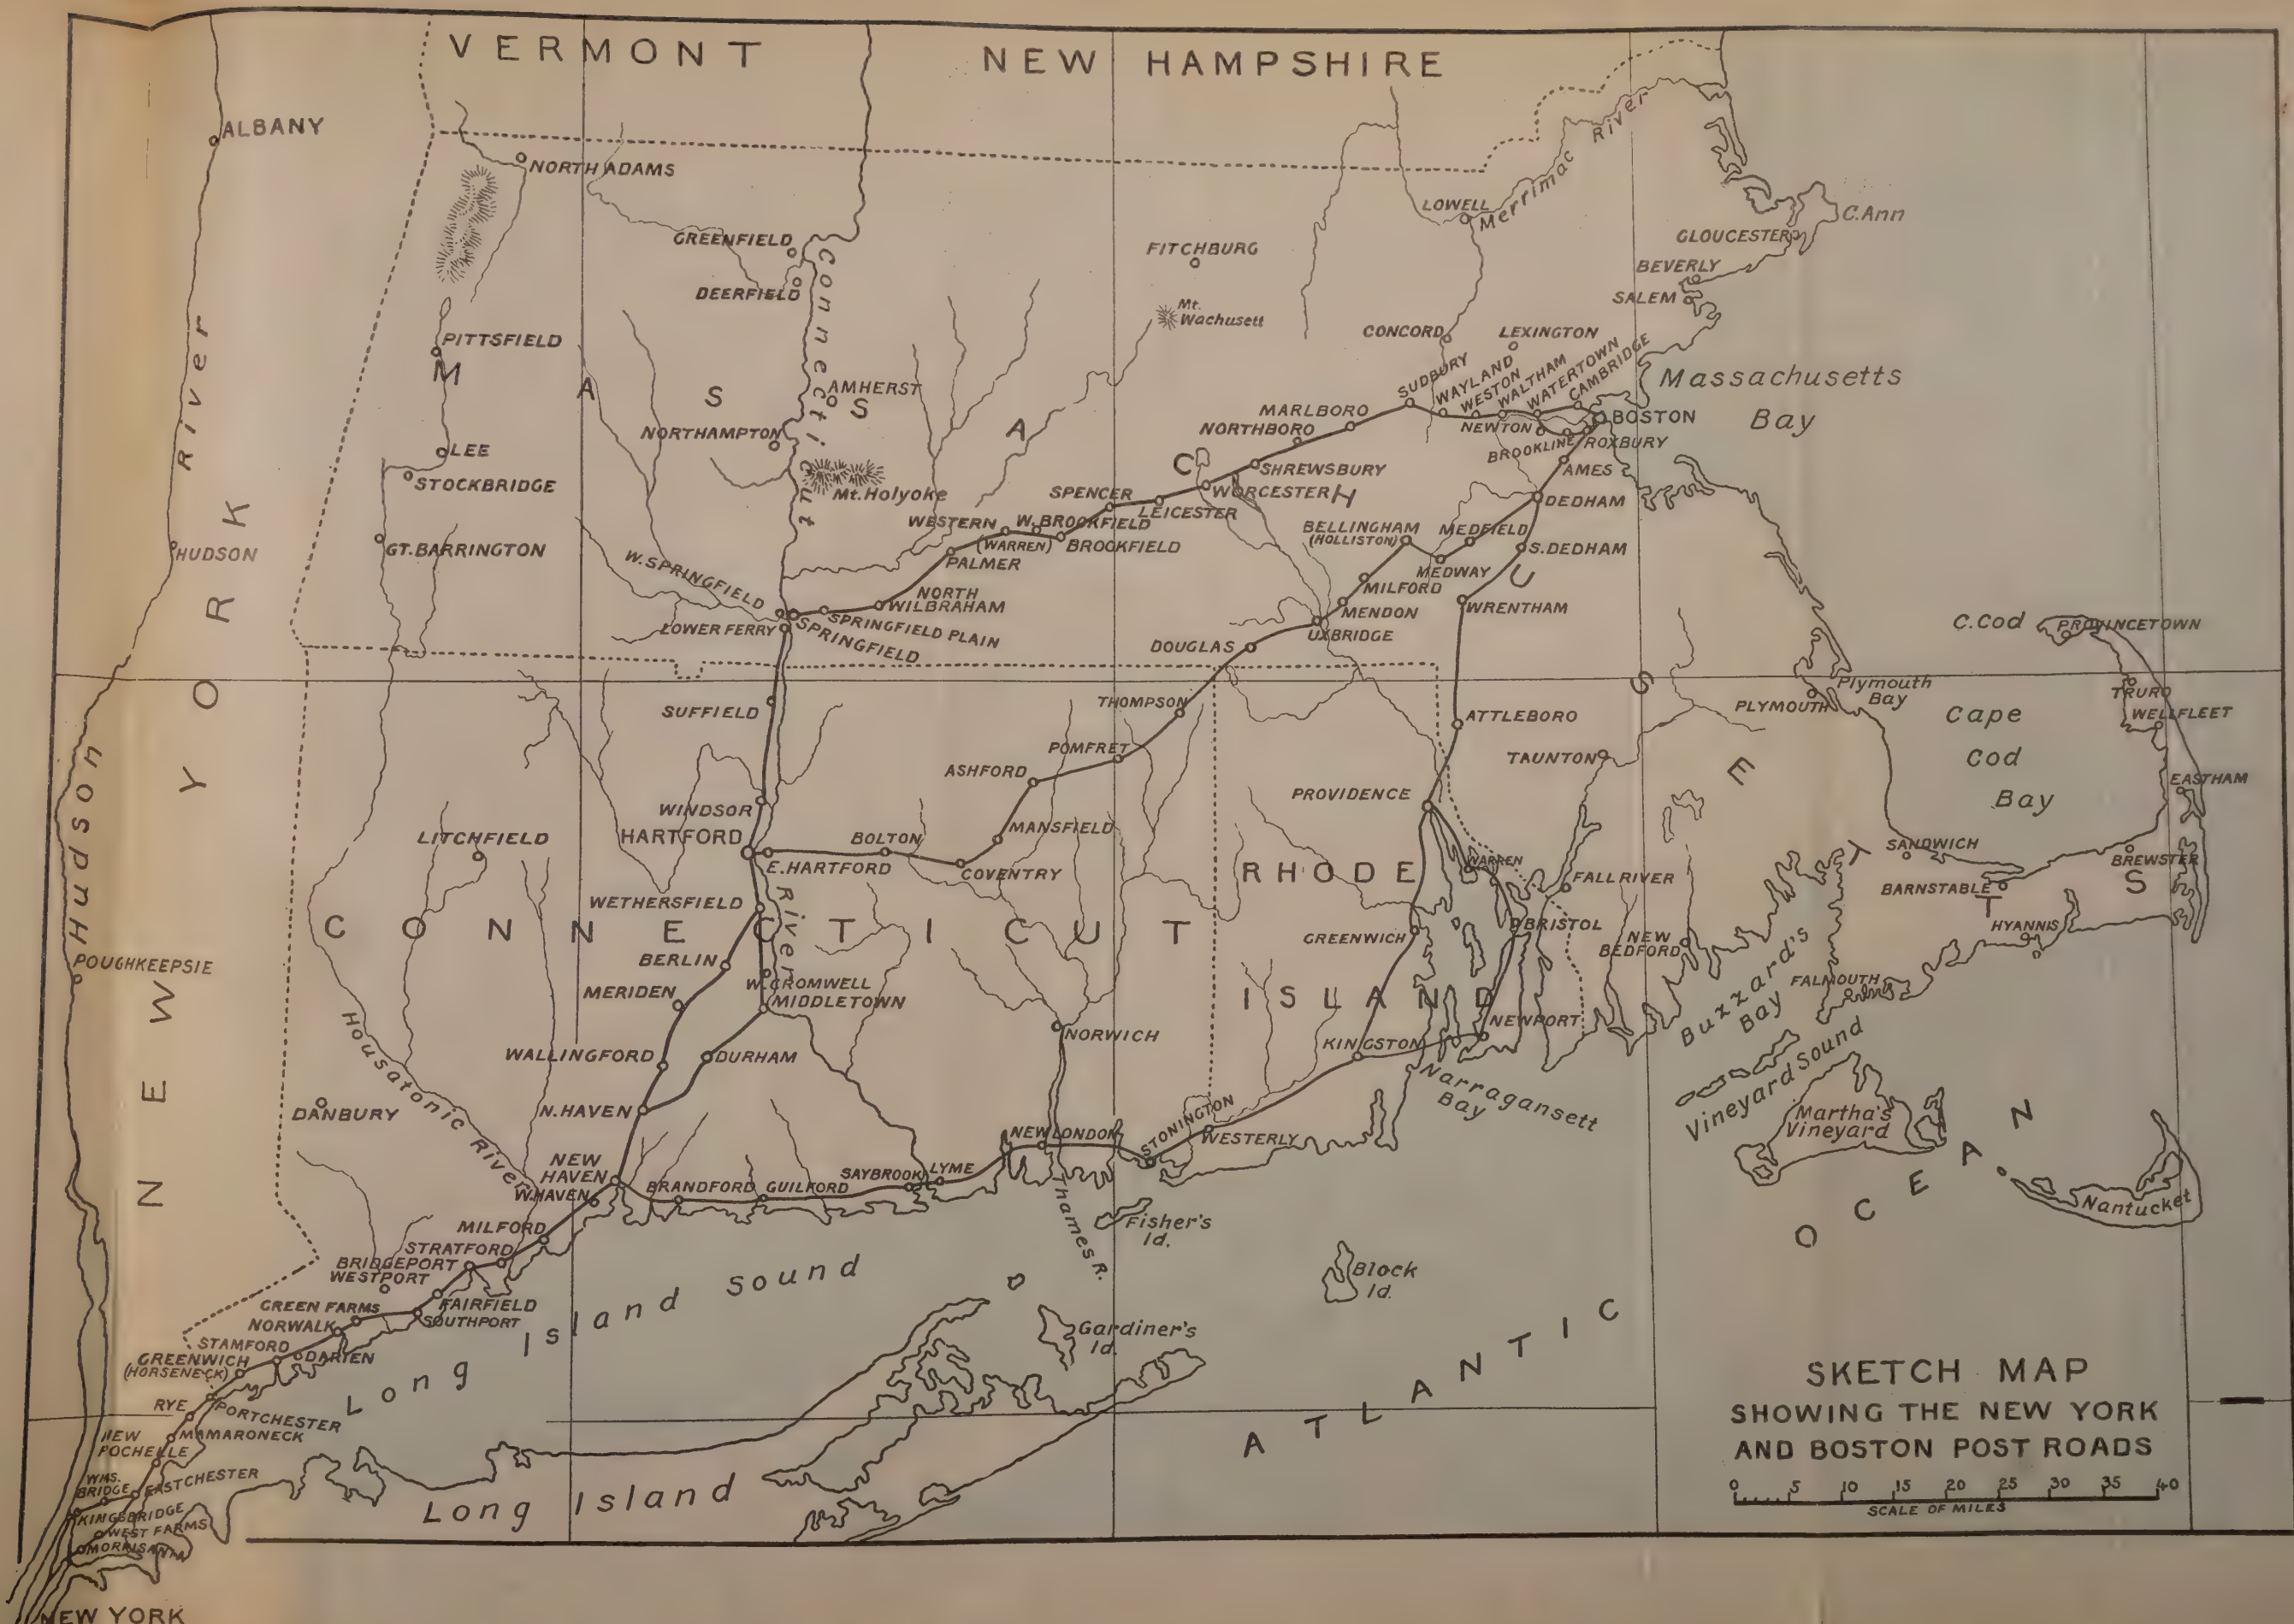 VERMONT
NEW HAMPSHIRE
ALBANY
NORTH ADAMS
Merrimac River
LOWELL
C. Ann
GLOUCESTER
BEVERLY
SALEM
GREENFIELD
DEERFIELD
FITCHBURG
Mt.
Wachusett
CONCORD
LEXINGTON
PITTSFIELD
MASSACHUSETTS
AMHERST
NORTHAMPTON
Mt. Holyoke
Connecticut River
SUDBURY
WAYLAND
WESTON
WALTHAM
WATERTOWN
CAMBRIDGE
Massachusetts
Bay
BOSTON
NEWTON
BROOKLINE
ROXBURY
AMES
DEDHAM
S. DEDHAM
MARLBORO
NORTHBORO
SHREWSBURY
WORCESTER
LEICESTER
SPENCER
W. BROOKFIELD
BROOKFIELD
WESTERN
(WARREN)
PALMER
NORTH
WILBRAHAM
SPRINGFIELD PLAIN
SPRINGFIELD
W. SPRINGFIELD
LOWER FERRY
LEE
STOCKBRIDGE
GT. BARRINGTON
HUDSON
Hudson River
NEW YORK
BELLINGHAM
(HOLLISTON)
MEDFIELD
MEDWAY
MILFORD
MENDON
UXBRIDGE
DOUGLAS
WRENTHAM
ATTLEBORO
TAUNTON
PLYMOUTH
Plymouth
Bay
C. Cod
PROVINCETOWN
TRURO
WELLFLEET
EASTHAM
Cape
Cod
Bay
SANDWICH
BARNSTABLE
BREWSTER
HYANNIS
FALMOUTH
SUFFIELD
THOMPSON
POMFRET
ASHFORD
MANSFIELD
WINDSOR
HARTFORD
E. HARTFORD
BOLTON
COVENTRY
LITCHFIELD
PROVIDENCE
WARREN
FALL RIVER
BRISTOL
NEW
BEDFORD
RHODE
ISLAND
GREENWICH
KINGSTON
NEWPORT
Buzzard's
Bay
Vineyard Sound
Martha's
Vineyard
Nantucket
Narragansett
Bay
CONNECTICUT
WETHERSFIELD
BERLIN
MERIDEN
W. CROMWELL
MIDDLETOWN
WALLINGFORD
DURHAM
N. HAVEN
NORWICH
POUGHKEEPSIE
Housatonic River
DANBURY
NEW
HAVEN
W. HAVEN
BRANDFORD
GUILFORD
SAYBROOK
LYME
NEW LONDON
STONINGTON
WESTERLY
Thames R.
Fisher's
Id.
Block
Id.
Gardiner's
Id.
MILFORD
STRATFORD
BRIDGEPORT
WESTPORT
FAIRFIELD
SOUTHPORT
GREEN FARMS
NORWALK
STAMFORD
DARIEN
GREENWICH
(HORSENECK)
RYE
PORTCHESTER
MAMARONECK
NEW
ROCHELLE
WMS.
BRIDGE
EASTCHESTER
KINGSBRIDGE
WEST FARMS
MORRISANIA
NEW YORK
Long Island Sound
Long Island
ATLANTIC OCEAN
SKETCH MAP
SHOWING THE NEW YORK
AND BOSTON POST ROADS
0 5 10 15 20 25 30 35 40
SCALE OF MILES